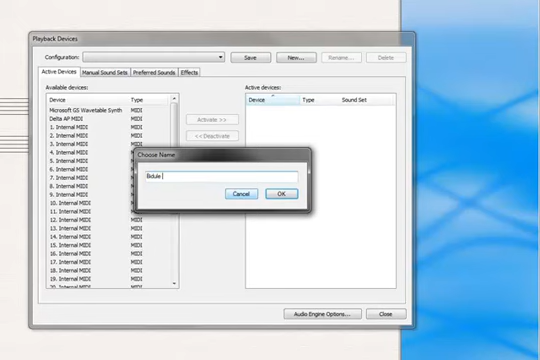 Playback Devices
Configuration:
Save
New...
Rename...
Delete
Active Devices
Manual Sound Sets
Preferred Sounds
Effects
Available devices:
Device Type
Microsoft GS Wavetable Synth MIDI
Delta AP MIDI MIDI
1. Internal MIDI MIDI
2. Internal MIDI MIDI
3. Internal MIDI MIDI
4. Internal MIDI MIDI
5. Internal MIDI
6. Internal MIDI
7. Internal MIDI
8. Internal MIDI
9. Internal MIDI
10. Internal MIDI
11. Internal MIDI
12. Internal MIDI MIDI
13. Internal MIDI MIDI
14. Internal MIDI MIDI
15. Internal MIDI MIDI
16. Internal MIDI MIDI
17. Internal MIDI MIDI
18. Internal MIDI MIDI
19. Internal MIDI MIDI
20. Internal MIDI MIDI
Activate >>
<< Deactivate
Active devices:
Device Type Sound Set
Choose Name
Bidule
Cancel
OK
Audio Engine Options...
Close